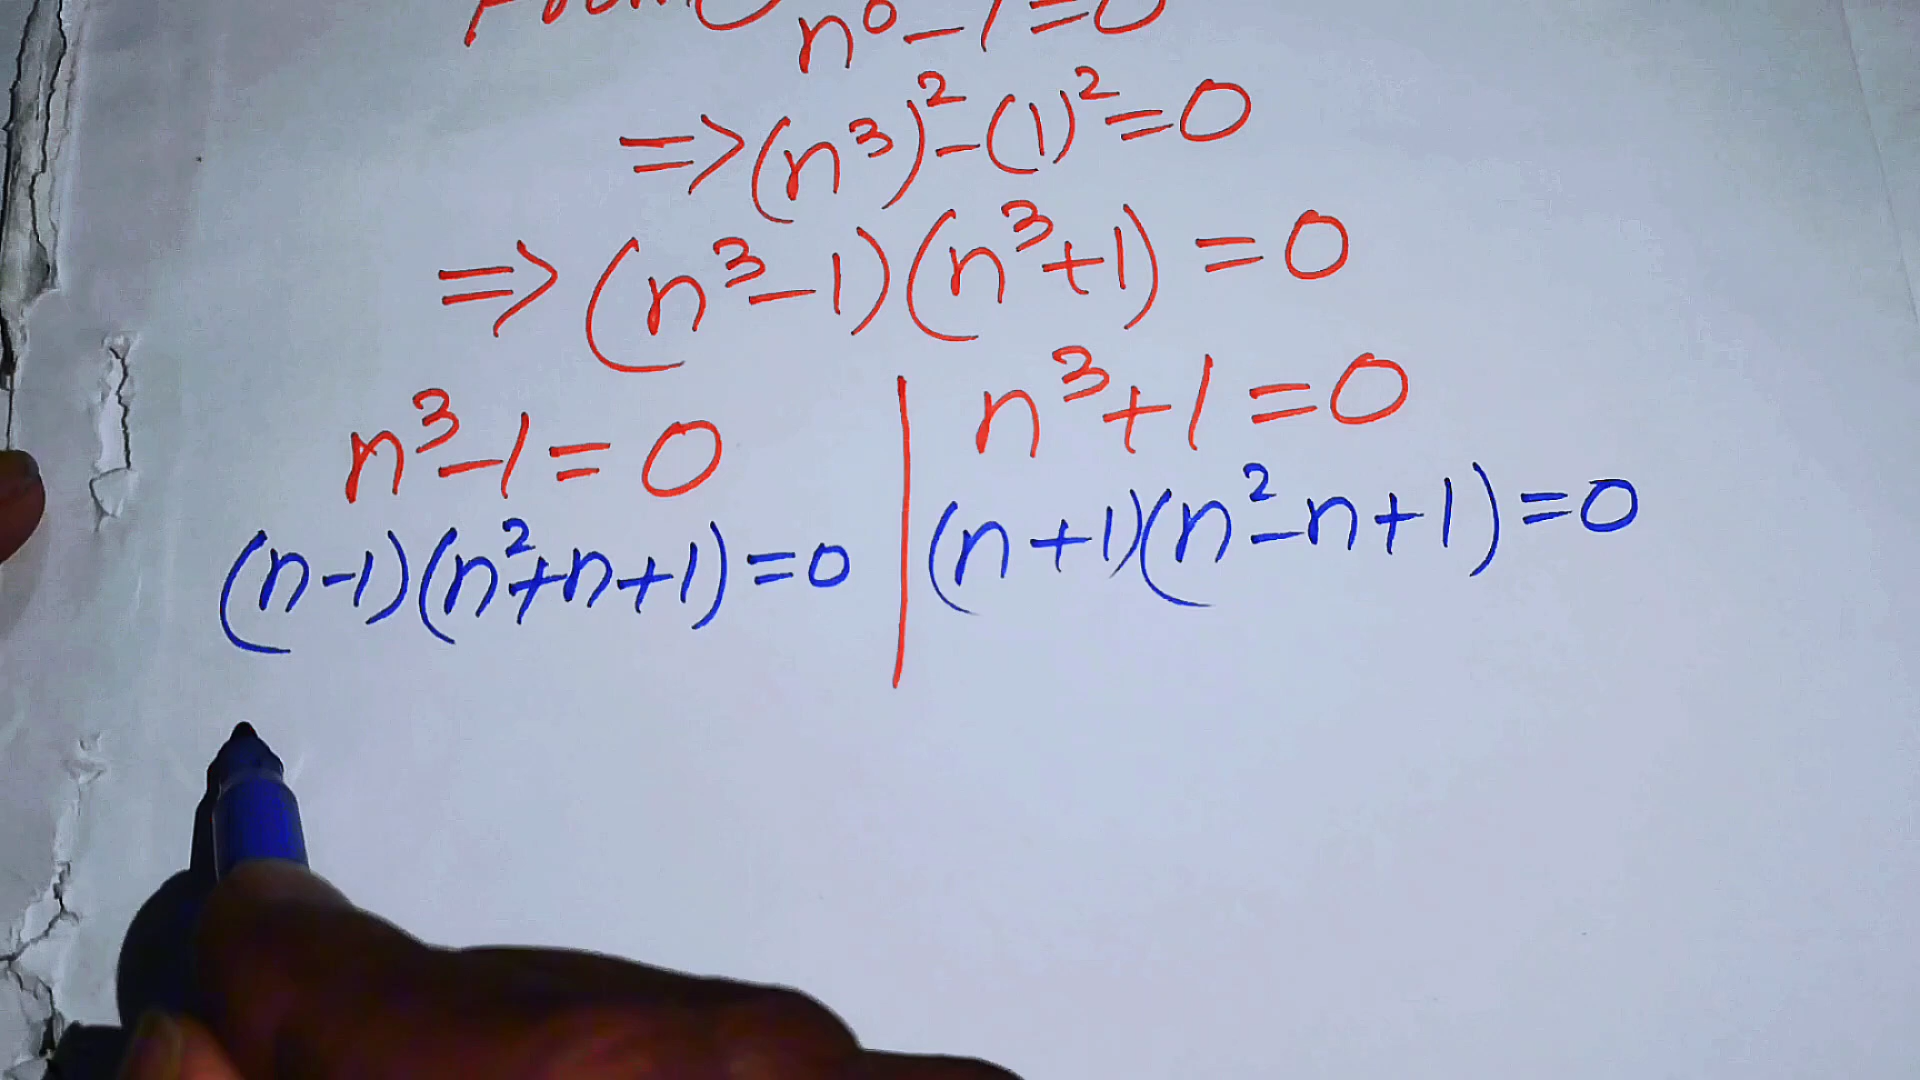 n⁶-1=0
=>(n³)²-(1)²=0
=>(n³-1)(n³+1)=0
n³-1=0
(n-1)(n²+n+1)=0
n³+1=0
(n+1)(n²-n+1)=0